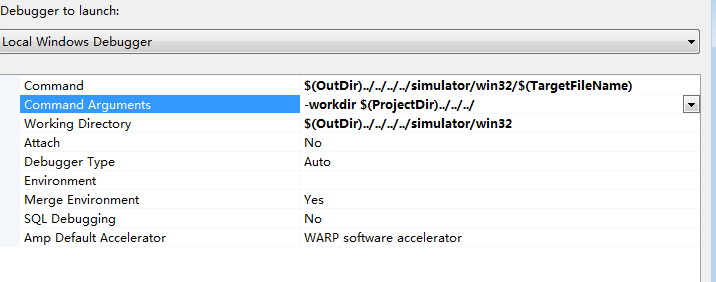 Debugger to launch:
Local Windows Debugger
Command $(OutDir)../../../../simulator/win32/$(TargetFileName)
Command Arguments -workdir $(ProjectDir)../../../
Working Directory $(OutDir)../../../../simulator/win32
Attach No
Debugger Type Auto
Environment
Merge Environment Yes
SQL Debugging No
Amp Default Accelerator WARP software accelerator